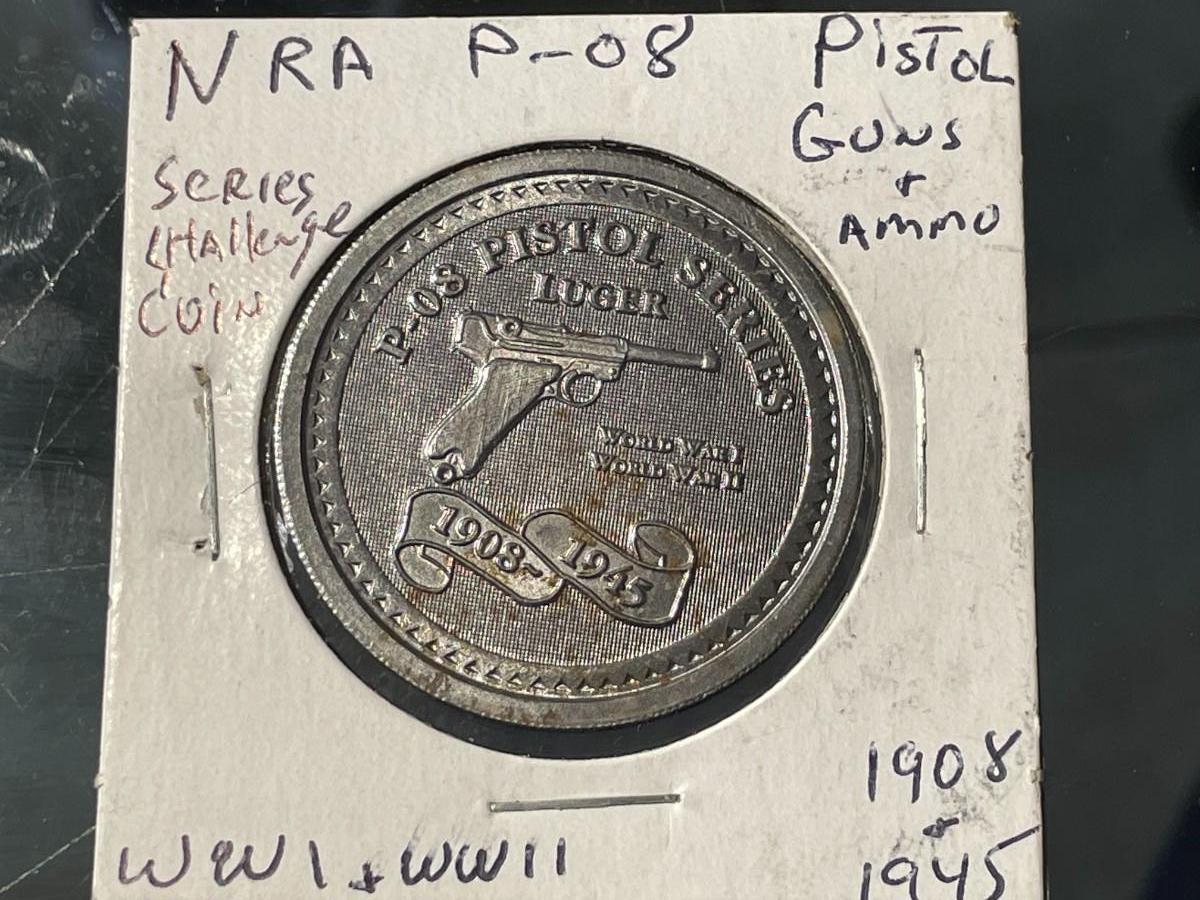 NRA P-08 PISTOL
GUNS
+
AMMO
SERIES
CHAllenge
COIN
P-08 PISTOL SERIES
LUGER
WORLD WAR I
WORLD WAR II
1908-1945
1908
+
1945
WWI + WWII